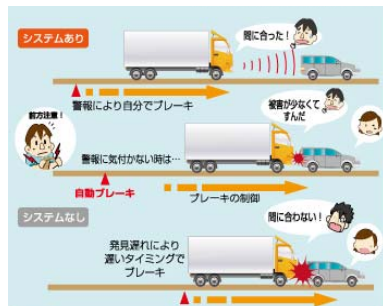 システムあり
間に合った！
警報により自分でブレーキ
前方注意！
被害が少なくて
すんだ
警報に気付かない時は…
自動ブレーキ
ブレーキの制御
システムなし
間に合わない！
発見遅れにより
遅いタイミングで
ブレーキ